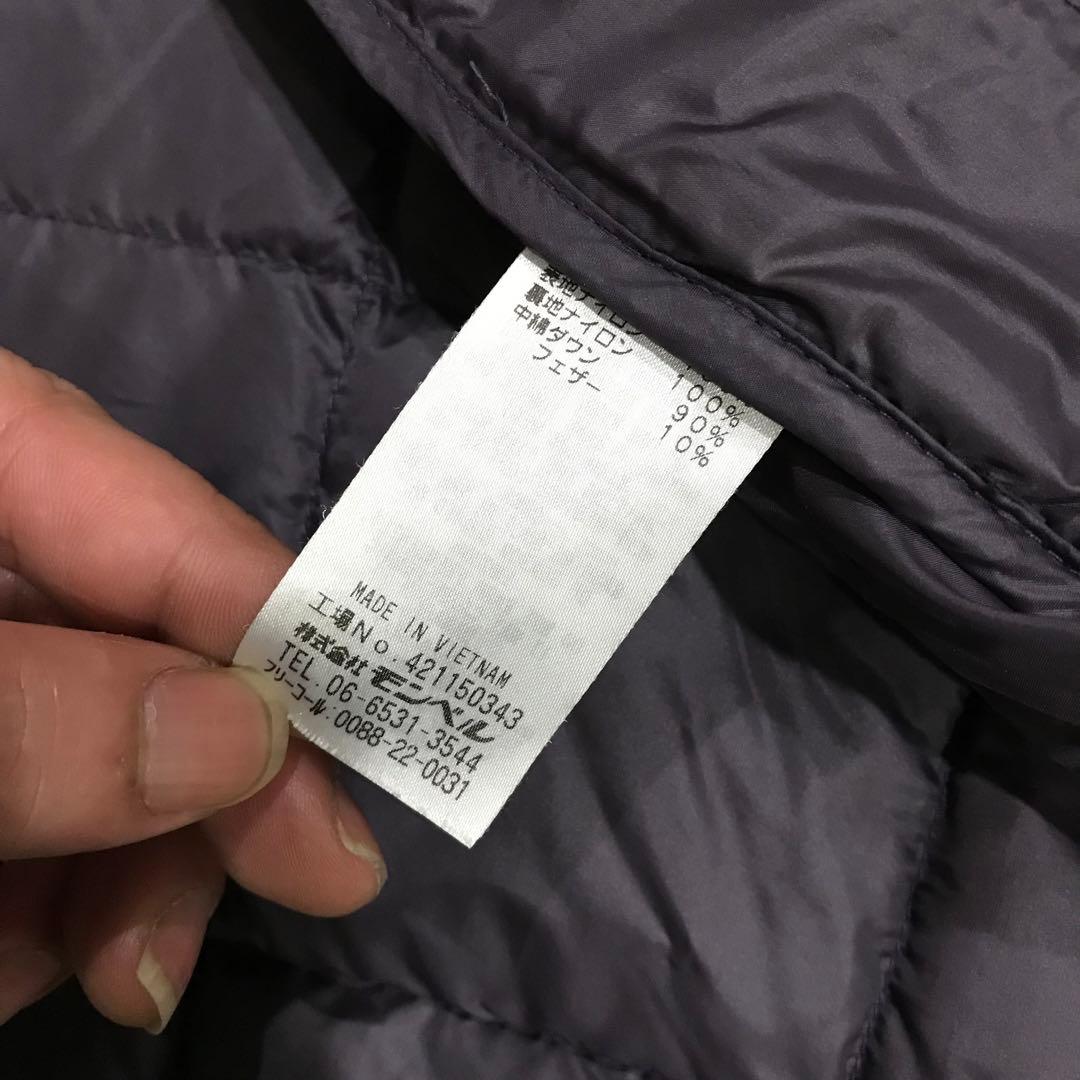 表地ナイロン
裏地ナイロン 100%
中綿ダウン 90%
フェザー 10%
MADE IN VIETNAM
工場No.421150343
株式会社モンベル
TEL 06-6531-3544
フリーコール:0088-22-0031